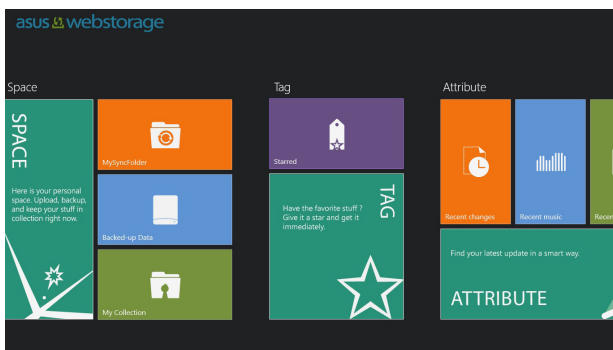 asus webstorage
Space
SPACE
Here is your personal
space. Upload, backup,
and keep your stuff in
collection right now.
MySyncFolder
Backed-up Data
My Collection
Tag
Starred
Have the favorite stuff ?
Give it a star and get it
immediately.
TAG
Attribute
Recent changes
Recent music
Recen
Find your latest update in a smart way.
ATTRIBUTE